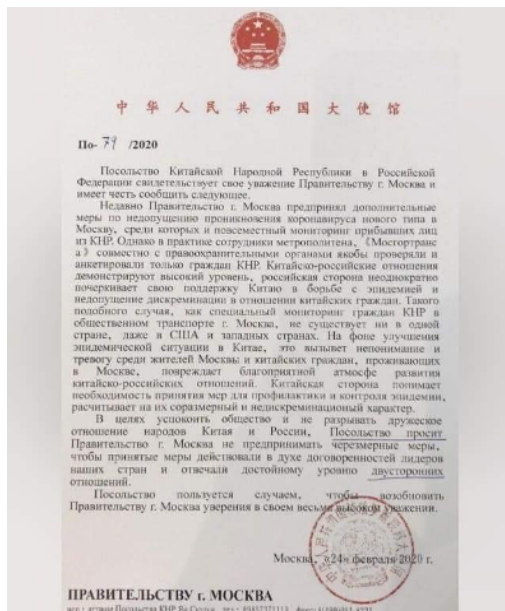 中华人民共和国大使馆
По- 79 /2020
Посольство Китайской Народной Республики в Российской
Федерации свидетельствует свое уважение Правительству г. Москва и
имеет честь сообщить следующее.
Недавно Правительство г. Москва предпринял дополнительные
меры по недопущению проникновения коронавируса нового типа в
Москву, среди которых и повсеместный мониторинг прибывших лиц
из КНР. Однако в практике сотрудники метрополитена, 《Мосгортранс
а》 совместно с правоохранительными органами якобы проверяли и
анкетировали только граждан КНР. Китайско-российские отношения
демонстрируют высокий уровень, российская сторона неоднократно
почеркивает свою поддержку Китаю в борьбе с эпидемией и
недопущение дискреминации в отношении китайских граждан. Такого
подобного случая, как специальный мониторинг граждан КНР в
общественном транспорте г. Москва, не существует ни в одной
стране, даже в США и западных странах. На фоне улучшения
эпидемической ситуации в Китае, это вызывет непонимание и
тревогу среди жителей Москвы и китайских граждан, проживающих
в Москве, повреждает благоприятной атмосфе развития
китайско-российских отношений. Китайская сторона понимает
необходимость принятия мер для профилактики и контроля эпидемии,
расчитывает на их соразмерный и недискреминационый характер.
В целях успокоить общество и не разрывать дружеское
отношение народов Китая и России, Посольство просит
Правительство г. Москва не предпринимать черезмерные меры,
чтобы принятые меры действовали в духе договоренностей лидеров
наших стран и отвечали достойному уровню двусторонних
отношений.
Посольство пользуется случаем, чтобы возобновить
Правительству г. Москва уверения в своем весьма высоком уважении.
Москва, «24» февраля 2020 г.
ПРАВИТЕЛЬСТВУ г. МОСКВА